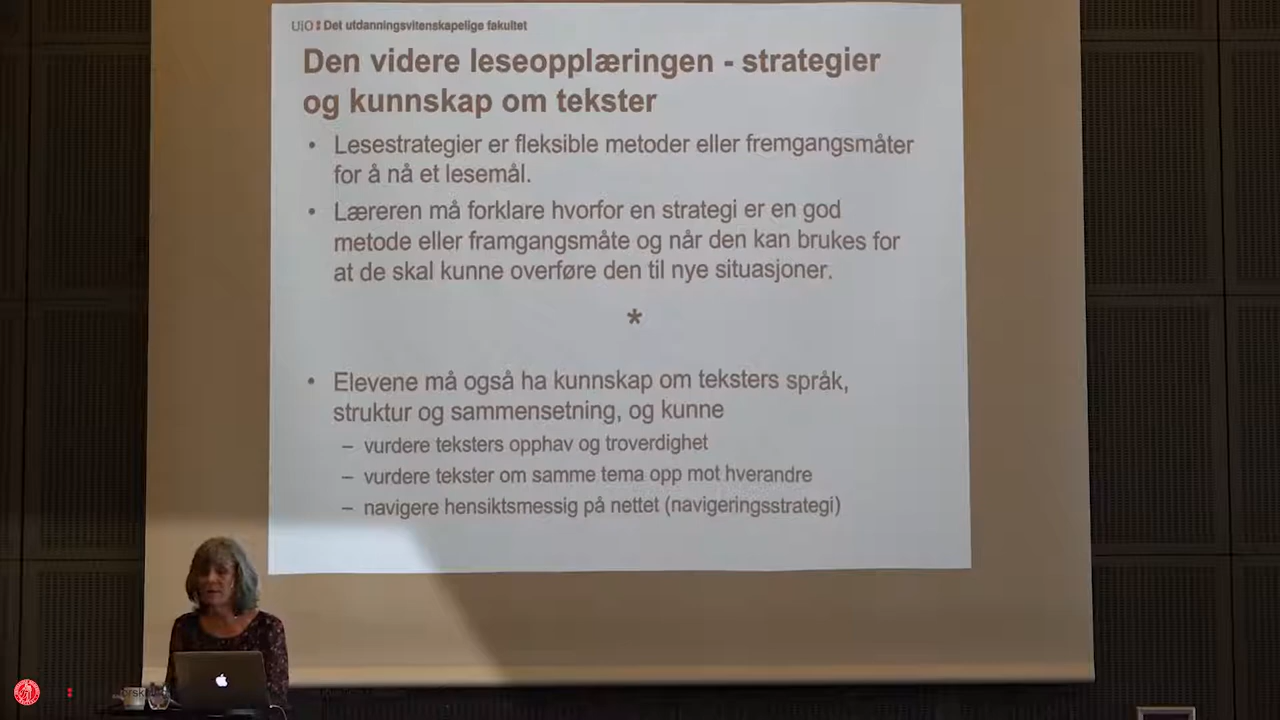 UiO : Det utdanningsvitenskapelige fakultet
Den videre leseopplæringen - strategier
og kunnskap om tekster
• Lesestrategier er fleksible metoder eller fremgangsmåter
for å nå et lesemål.
• Læreren må forklare hvorfor en strategi er en god
metode eller framgangsmåte og når den kan brukes for
at de skal kunne overføre den til nye situasjoner.
*
• Elevene må også ha kunnskap om teksters språk,
struktur og sammensetning, og kunne
– vurdere teksters opphav og troverdighet
– vurdere tekster om samme tema opp mot hverandre
– navigere hensiktsmessig på nettet (navigeringsstrategi)